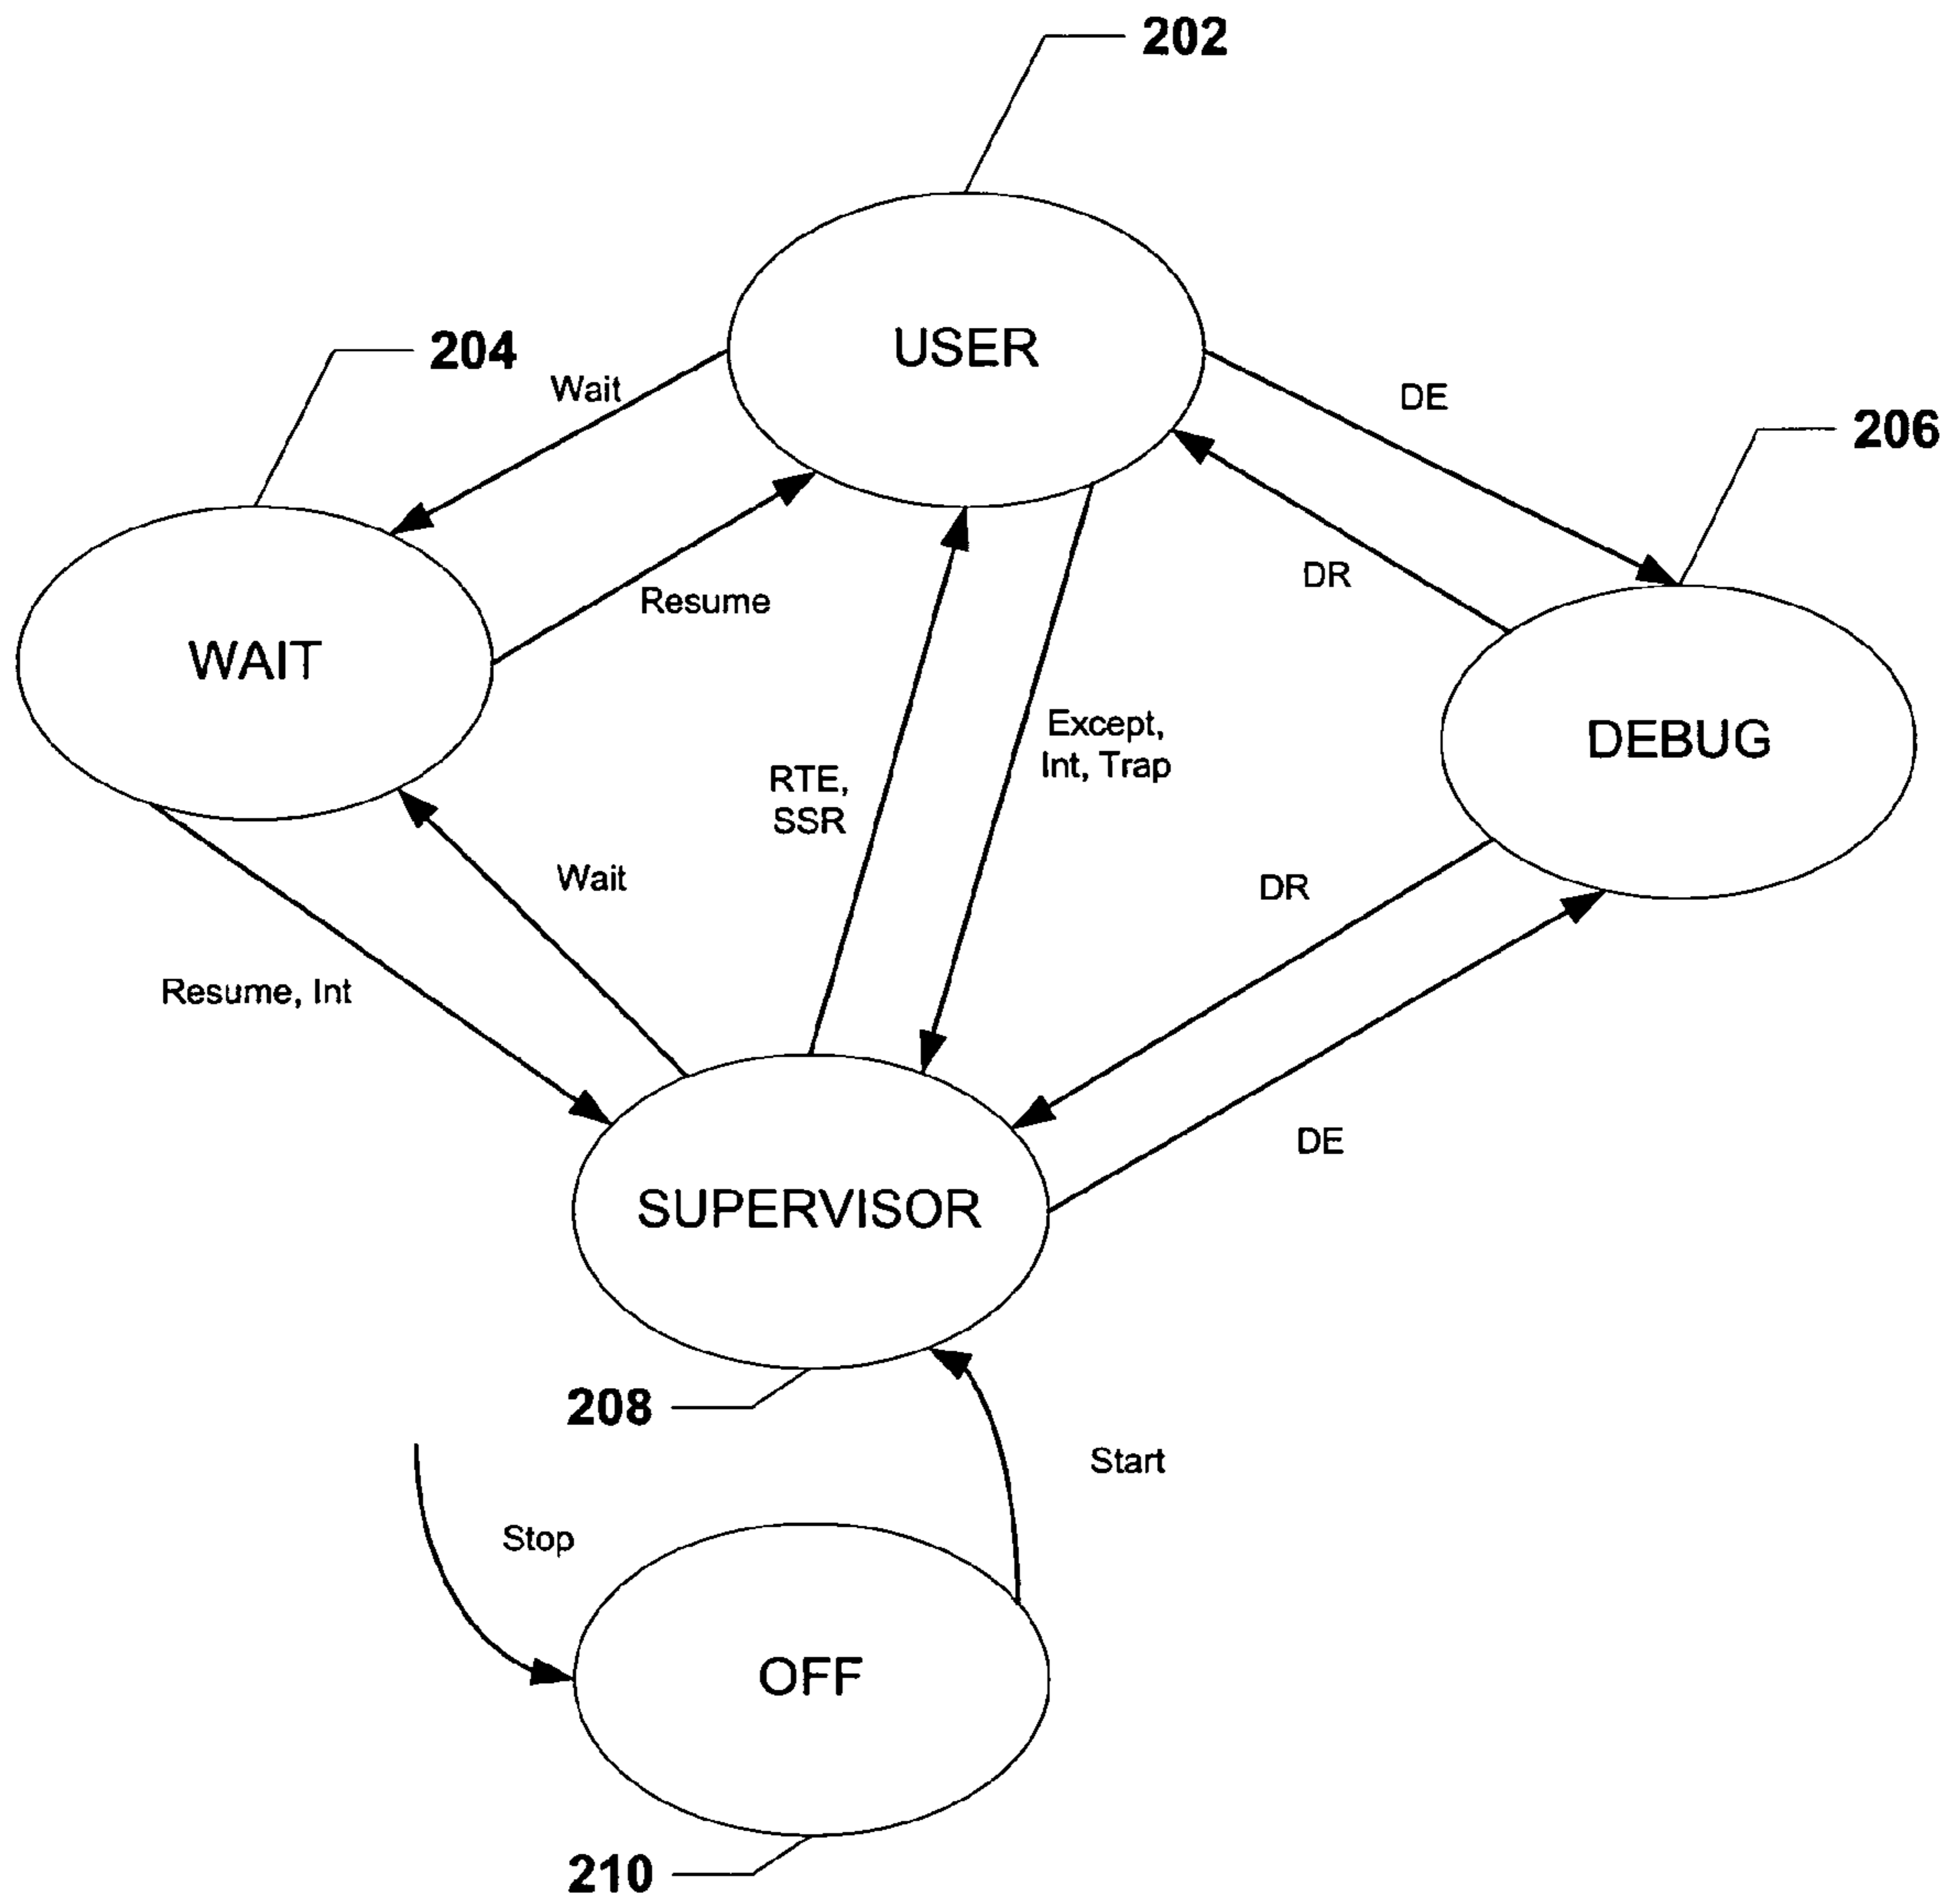 202
USER
204
Wait
DE
206
DR
Resume
WAIT
Except,
Int, Trap
DEBUG
RTE,
SSR
Wait
DR
Resume, Int
DE
SUPERVISOR
208
Start
Stop
OFF
210